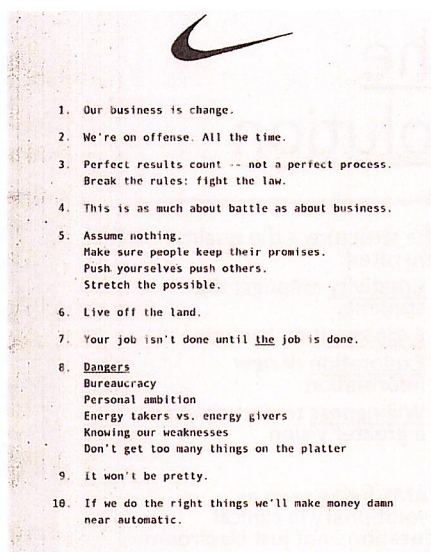 1. Our business is change.
2. We're on offense. All the time.
3. Perfect results count -- not a perfect process.
Break the rules: fight the law.
4. This is as much about battle as about business.
5. Assume nothing.
Make sure people keep their promises.
Push yourselves push others.
Stretch the possible.
6. Live off the land.
7. Your job isn't done until the job is done.
8. Dangers
Bureaucracy
Personal ambition
Energy takers vs. energy givers
Knowing our weaknesses
Don't get too many things on the platter
9. It won't be pretty.
10. If we do the right things we'll make money damn
near automatic.